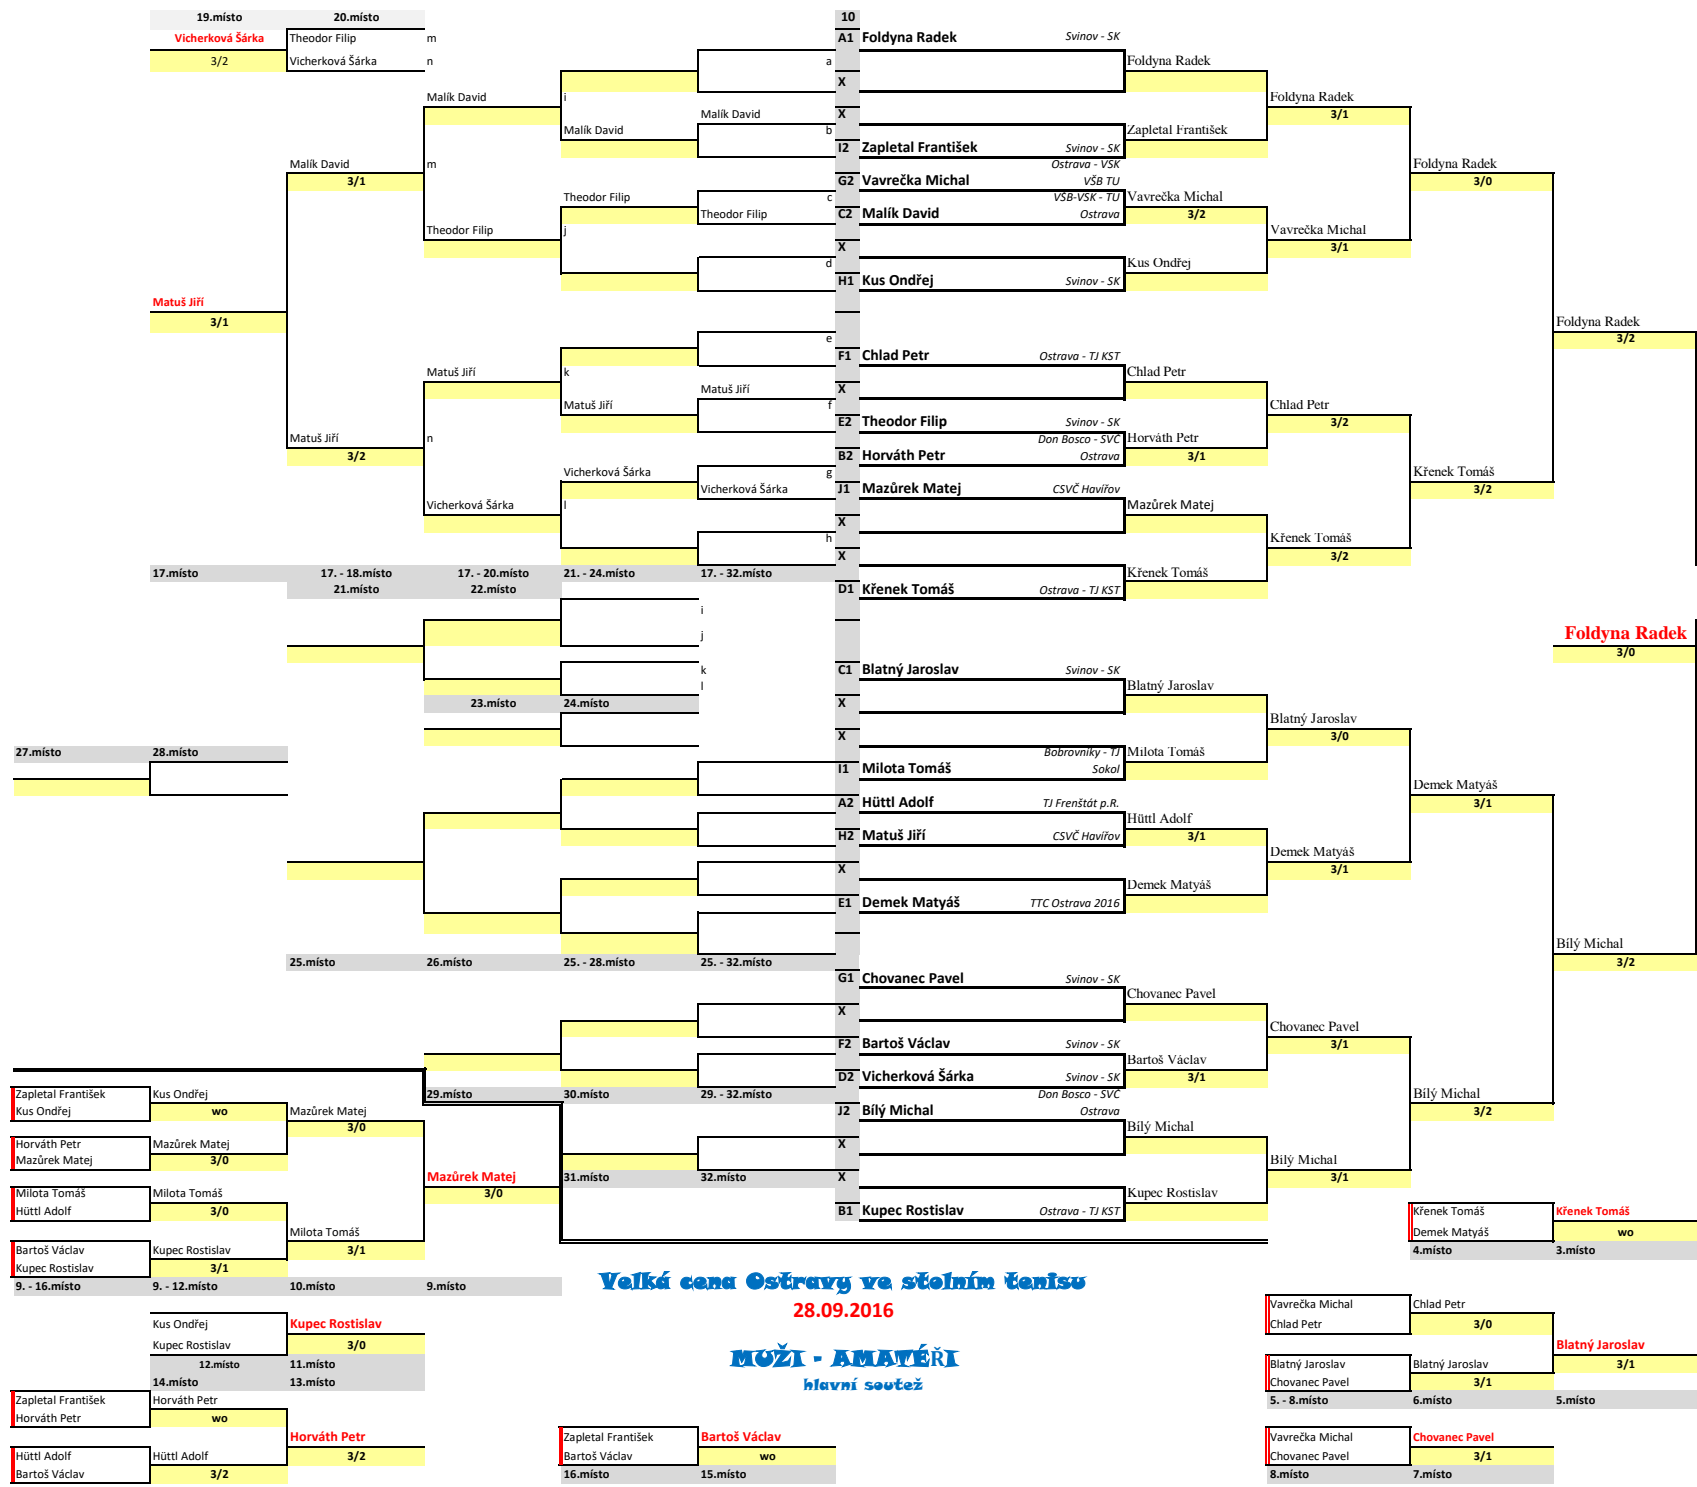 19.místo 20.místo 10
Vicherková Šárka Theodor Filip m A1 Foldyna Radek Svinov - SK
3/2 Vicherková Šárka n a Foldyna Radek
X
Malík David i Foldyna Radek
Malík David X 3/1
Malík David b Zapletal František
I2 Zapletal František Svinov - SK
Malík David m Ostrava - VSK Foldyna Radek
3/1 G2 Vavrečka Michal VŠB TU 3/0
Theodor Filip c VŠB-VSK - TU Vavrečka Michal
Theodor Filip C2 Malík David Ostrava 3/2
Theodor Filip j Vavrečka Michal
X 3/1
d Kus Ondřej
H1 Kus Ondřej Svinov - SK
Matuš Jiří
3/1 Foldyna Radek
e 3/2
F1 Chlad Petr Ostrava - TJ KST
Matuš Jiří k Chlad Petr
Matuš Jiří X
Matuš Jiří f Chlad Petr
E2 Theodor Filip Svinov - SK 3/2
Matuš Jiří n Don Bosco - SVČ Horváth Petr
3/2 B2 Horváth Petr Ostrava 3/1
Vicherková Šárka g Křenek Tomáš
Vicherková Šárka J1 Mazůrek Matej CSVČ Havířov 3/2
Vicherková Šárka l Mazůrek Matej
X
h Křenek Tomáš
X 3/2
17.místo 17. - 18.místo 17. - 20.místo 21. - 24.místo 17. - 32.místo Křenek Tomáš
21.místo 22.místo D1 Křenek Tomáš Ostrava - TJ KST
i
j Foldyna Radek
3/0
k C1 Blatný Jaroslav Svinov - SK
l Blatný Jaroslav
23.místo 24.místo X
Blatný Jaroslav
X 3/0
27.místo 28.místo Bobrovníky - TJ Milota Tomáš
I1 Milota Tomáš Sokol
Demek Matyáš
A2 Hüttl Adolf TJ Frenštát p.R. 3/1
Hüttl Adolf
H2 Matuš Jiří CSVČ Havířov 3/1
Demek Matyáš
X 3/1
Demek Matyáš
E1 Demek Matyáš TTC Ostrava 2016
Bílý Michal
25.místo 26.místo 25. - 28.místo 25. - 32.místo 3/2
G1 Chovanec Pavel Svinov - SK
Chovanec Pavel
X
Chovanec Pavel
F2 Bartoš Václav Svinov - SK 3/1
Bartoš Václav
D2 Vicherková Šárka Svinov - SK 3/1
Zapletal František Kus Ondřej 29.místo 30.místo 29. - 32.místo Don Bosco - SVČ Bílý Michal
Kus Ondřej wo Mazůrek Matej J2 Bílý Michal Ostrava 3/2
3/0 Bílý Michal
Horváth Petr Mazůrek Matej X
Mazůrek Matej 3/0 Bílý Michal
Mazůrek Matej 31.místo 32.místo X 3/1
Milota Tomáš Milota Tomáš 3/0 Kupec Rostislav
Hüttl Adolf 3/0 B1 Kupec Rostislav Ostrava - TJ KST Křenek Tomáš Křenek Tomáš
Milota Tomáš Demek Matyáš wo
Bartoš Václav Kupec Rostislav 3/1 4.místo 3.místo
Kupec Rostislav 3/1
9. - 16.místo 9. - 12.místo 10.místo 9.místo Velká cena Ostravy ve stolním tenise
28.09.2016
Vavrečka Michal Chlad Petr
Kus Ondřej Kupec Rostislav Chlad Petr 3/0
Kupec Rostislav 3/0 Blatný Jaroslav
12.místo 11.místo MUŽI - AMATÉŘI Blatný Jaroslav Blatný Jaroslav 3/1
14.místo 13.místo hlavní soutež Chovanec Pavel 3/1
Zapletal František Horváth Petr 5. - 8.místo 6.místo 5.místo
Horváth Petr wo
Horváth Petr Zapletal František Bartoš Václav Vavrečka Michal Chovanec Pavel
Hüttl Adolf Hüttl Adolf 3/2 Bartoš Václav wo Chovanec Pavel 3/1
Bartoš Václav 3/2 16.místo 15.místo 8.místo 7.místo